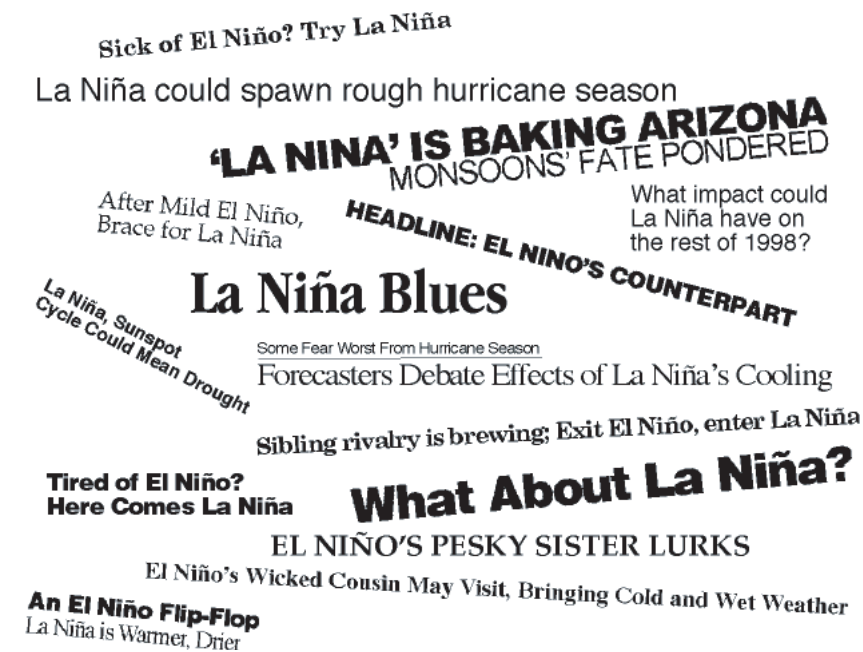 Sick of El Niño? Try La Niña
La Niña could spawn rough hurricane season
‘LA NINA’ IS BAKING ARIZONA
MONSOONS’ FATE PONDERED
After Mild El Niño,
Brace for La Niña
HEADLINE: EL NINO’S COUNTERPART
What impact could
La Niña have on
the rest of 1998?
La Niña Blues
La Niña, Sunspot
Cycle Could Mean Drought
Some Fear Worst From Hurricane Season
Forecasters Debate Effects of La Niña’s Cooling
Sibling rivalry is brewing; Exit El Niño, enter La Niña
Tired of El Niño?
Here Comes La Niña
What About La Niña?
EL NIÑO’S PESKY SISTER LURKS
El Niño’s Wicked Cousin May Visit, Bringing Cold and Wet Weather
An El Niño Flip-Flop
La Niña is Warmer, Drier